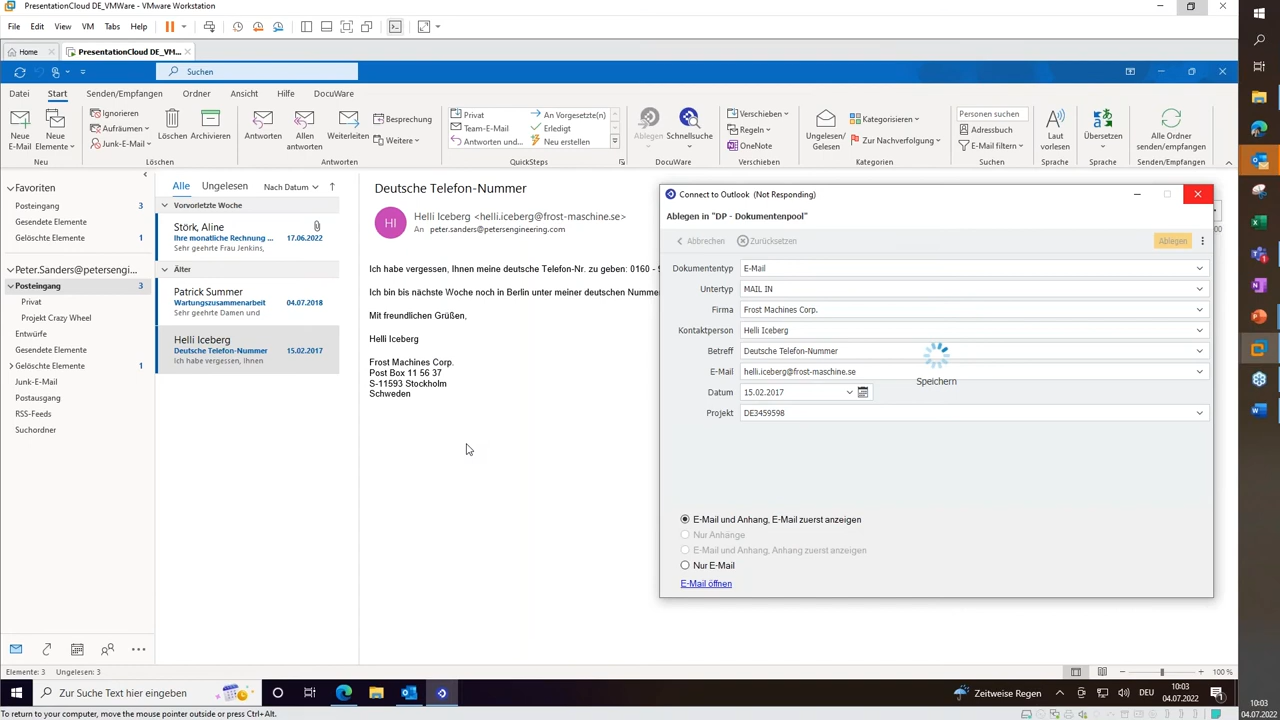 PresentationCloud DE_VMWare - VMware Workstation
File Edit View VM Tabs Help
Home PresentationCloud DE_VM...
Suchen
Datei Start Senden/Empfangen Ordner Ansicht Hilfe DocuWare
Neue E-Mail
Neue Elemente
Neu
Ignorieren
Aufräumen
Junk-E-Mail
Löschen
Archivieren
Löschen
Antworten
Allen antworten
Weiterleiten
Besprechung
Weitere
Antworten
Privat
Team-E-Mail
Antworten und...
An Vorgesetzte(n)
Erledigt
Neu erstellen
QuickSteps
Ablegen
Schnellsuche
DocuWare
Verschieben
Regeln
OneNote
Verschieben
Ungelesen/
Gelesen
Kategorisieren
Zur Nachverfolgung
Kategorien
Personen suchen
Adressbuch
E-Mail filtern
Suchen
Laut vorlesen
Sprache
Übersetzen
Sprache
Alle Ordner
senden/empfangen
Senden/Empfangen
Favoriten
Posteingang 3
Gesendete Elemente
Gelöschte Elemente 1
Peter.Sanders@petersengi...
Posteingang 3
Privat
Projekt Crazy Wheel
Entwürfe
Gesendete Elemente
Gelöschte Elemente 1
Junk-E-Mail
Postausgang
RSS-Feeds
Suchordner
Alle Ungelesen Nach Datum
Vorvorletzte Woche
Störk, Aline
Ihre monatliche Rechnung ... 17.06.2022
Sehr geehrte Frau Jenkins,
Älter
Patrick Summer
Wartungszusammenarbeit 04.07.2018
Sehr geehrte Damen und
Helli Iceberg
Deutsche Telefon-Nummer 15.02.2017
Ich habe vergessen, Ihnen
Deutsche Telefon-Nummer
HI
Helli Iceberg <helli.iceberg@frost-maschine.se>
An peter.sanders@petersengineering.com
Ich habe vergessen, Ihnen meine deutsche Telefon-Nr. zu geben: 0160 -
Ich bin bis nächste Woche noch in Berlin unter meiner deutschen Nummer
Mit freundlichen Grüßen,
Helli Iceberg
Frost Machines Corp.
Post Box 11 56 37
S-11593 Stockholm
Schweden
Connect to Outlook (Not Responding)
Ablegen in "DP - Dokumentenpool"
Abbrechen Zurücksetzen Ablegen
Dokumenttyp E-Mail
Untertyp MAIL IN
Firma Frost Machines Corp.
Kontaktperson Helli Iceberg
Betreff Deutsche Telefon-Nummer
E-Mail helli.iceberg@frost-maschine.se
Speichern
Datum 15.02.2017
Projekt DE3459598
E-Mail und Anhang, E-Mail zuerst anzeigen
Nur Anhänge
E-Mail und Anhang, Anhang zuerst anzeigen
Nur E-Mail
E-Mail öffnen
Elemente: 3 Ungelesen: 3
100 %
Zur Suche Text hier eingeben
Zeitweise Regen
DEU
10:03
04.07.2022
1
To return to your computer, move the mouse pointer outside or press Ctrl+Alt.
10:03
04.07.2022